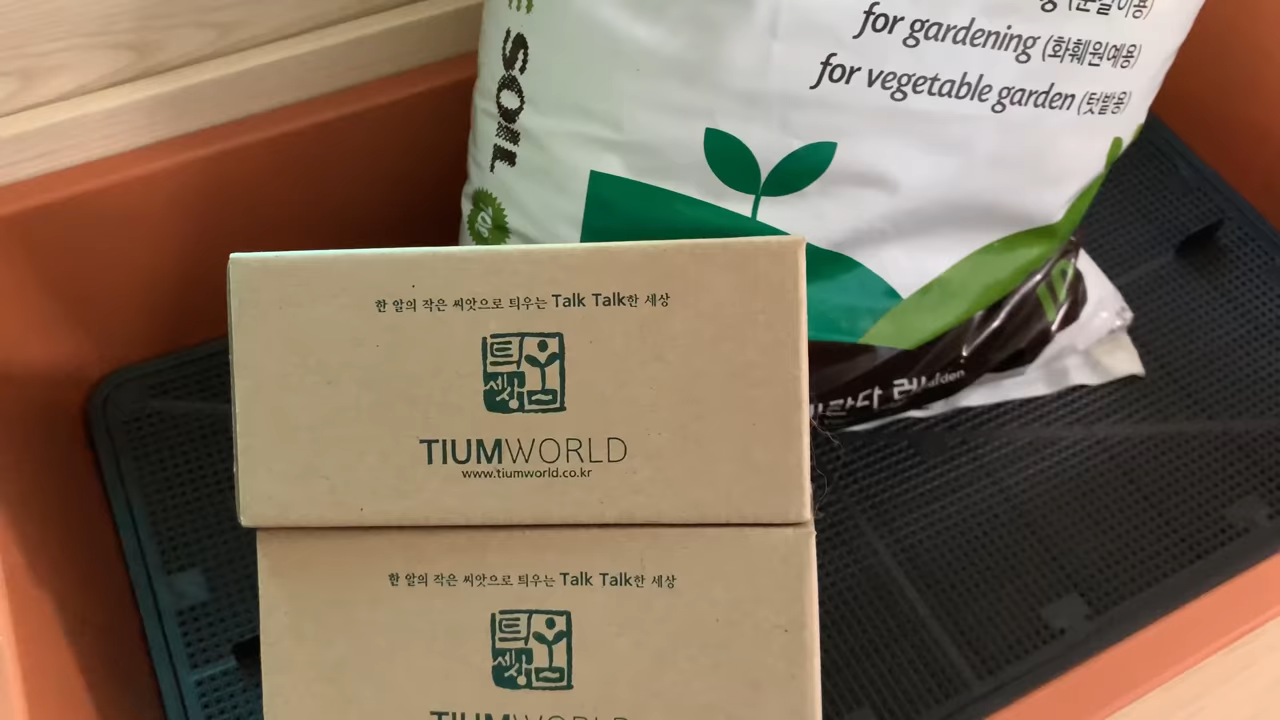 SOIL
for gardening (화훼원예용)
for vegetable garden (텃밭용)
한 알의 작은 씨앗으로 틔우는 Talk Talk한 세상
틔
세상
TIUMWORLD
www.tiumworld.co.kr
한 알의 작은 씨앗으로 틔우는 Talk Talk한 세상
틔
세상
TIUMWORLD